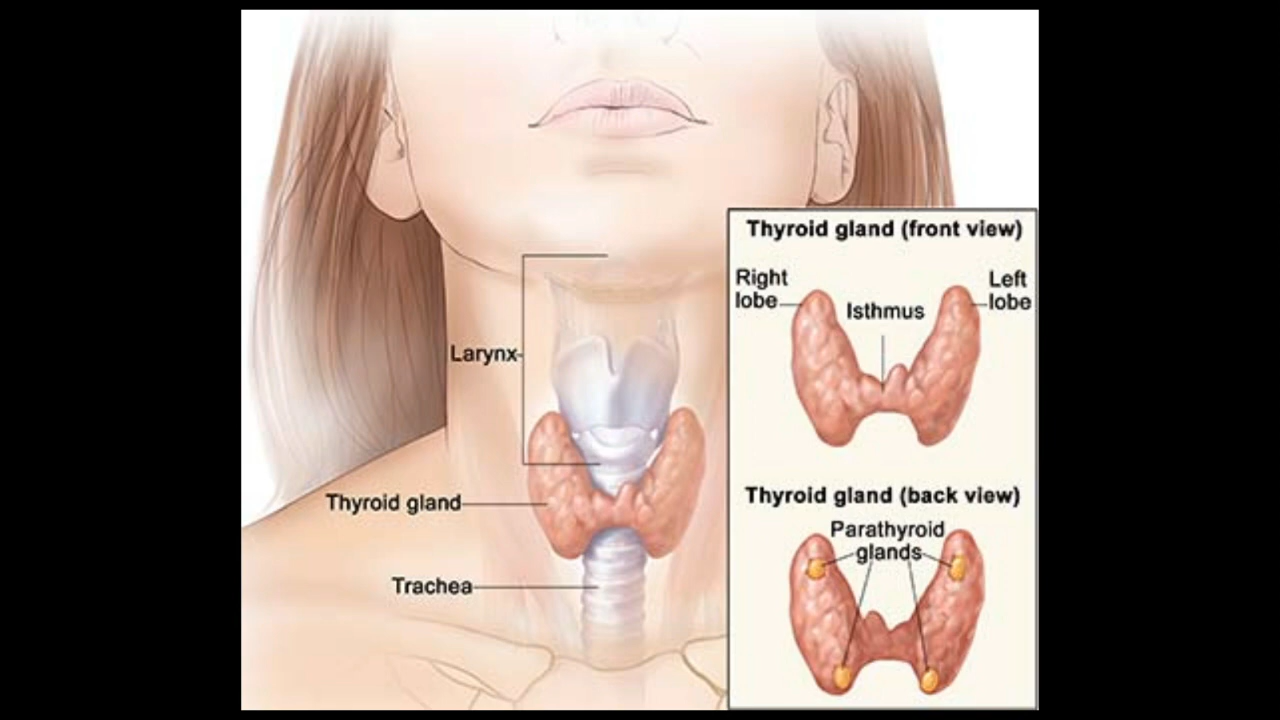 Larynx
Thyroid gland
Trachea
Thyroid gland (front view)
Right
lobe
Isthmus
Left
lobe
Thyroid gland (back view)
Parathyroid
glands